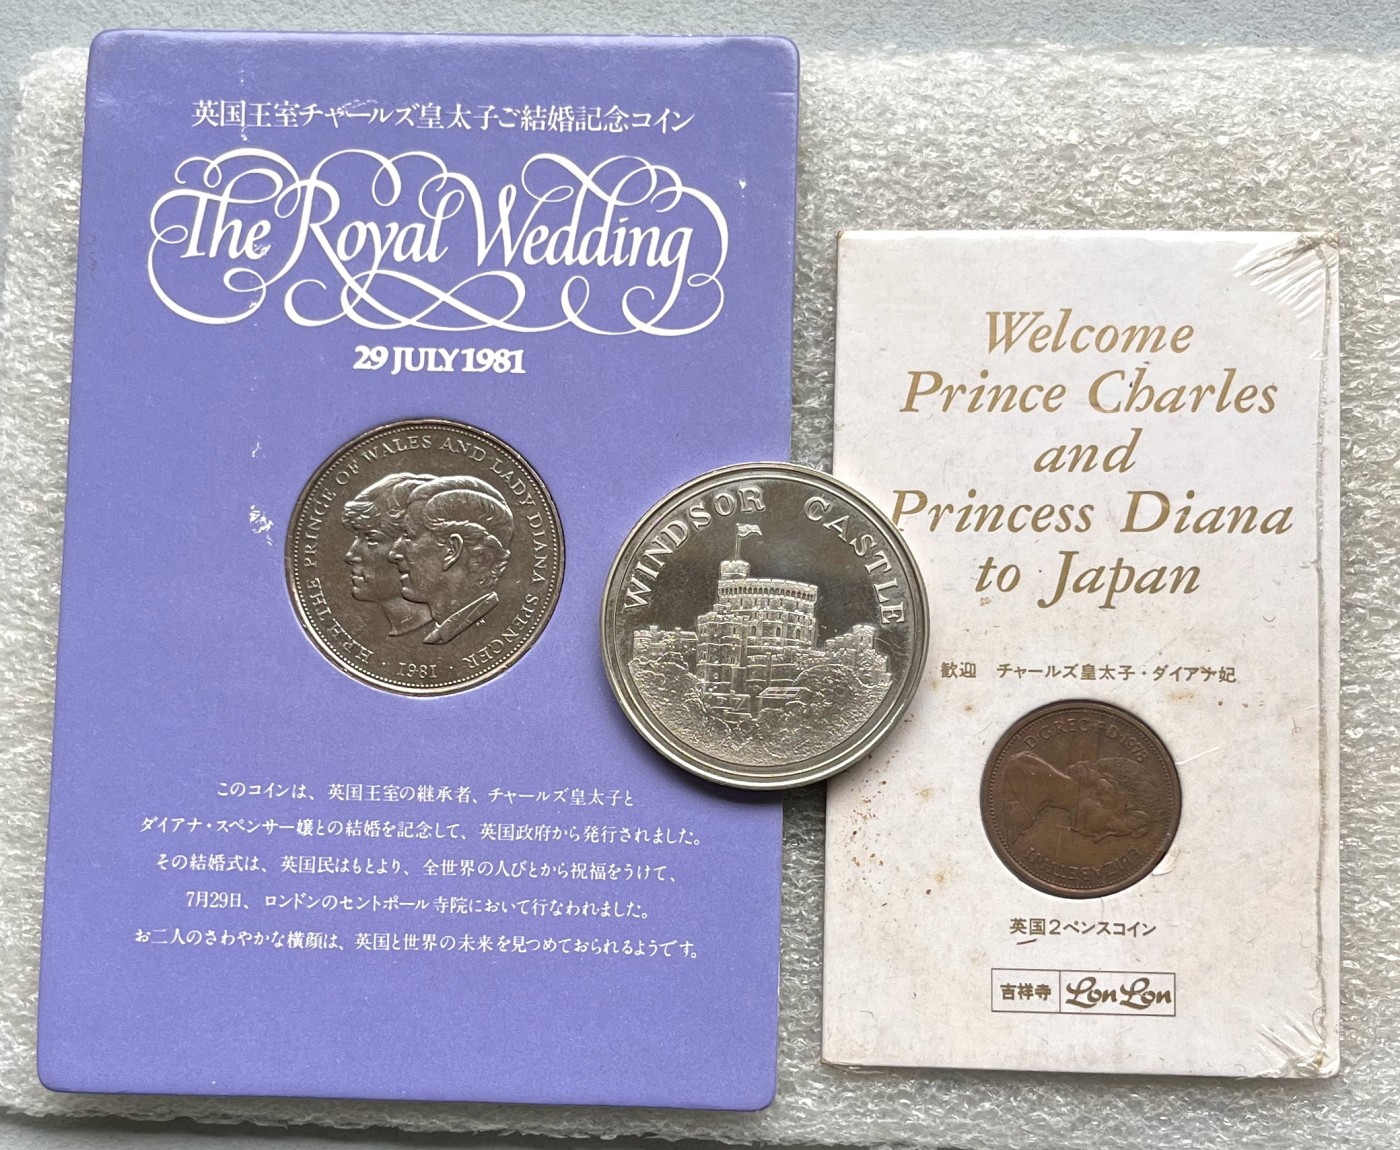 英国王室チャールズ皇太子ご結婚記念コイン
The Royal Wedding
29 JULY 1981
H.R.H. THE PRINCE OF WALES AND LADY DIANA SPENCER
· 1981 ·
このコインは、英国王室の継承者、チャールズ皇太子と
ダイアナ・スペンサー嬢との結婚を記念して、英国政府から発行されました。
その結婚式は、英国民はもとより、全世界の人びとから祝福をうけて、
7月29日、ロンドンのセントポール寺院において行なわれました。
お二人のさわやかな横顔は、英国と世界の未来を見つめておられるようです。
WINDSOR CASTLE
Welcome
Prince Charles
and
Princess Diana
to Japan
歓迎 チャールズ皇太子・ダイアナ妃
D·G·REG·F·D·1975
ELIZABETH II
英国2ペンスコイン
吉祥寺 LonLon